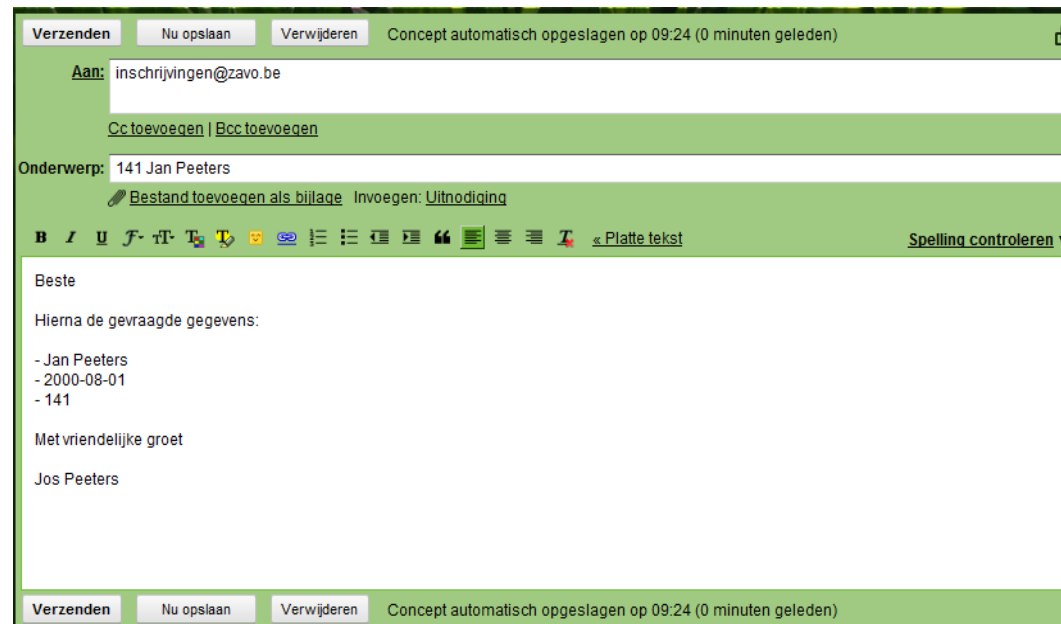 Verzenden Nu opslaan Verwijderen Concept automatisch opgeslagen op 09:24 (0 minuten geleden)
Aan: inschrijvingen@zavo.be
Cc toevoegen | Bcc toevoegen
Onderwerp: 141 Jan Peeters
Bestand toevoegen als bijlage Invoegen: Uitnodiging
« Platte tekst Spelling controleren
Beste
Hierna de gevraagde gegevens:
- Jan Peeters
- 2000-08-01
- 141
Met vriendelijke groet
Jos Peeters
Verzenden Nu opslaan Verwijderen Concept automatisch opgeslagen op 09:24 (0 minuten geleden)